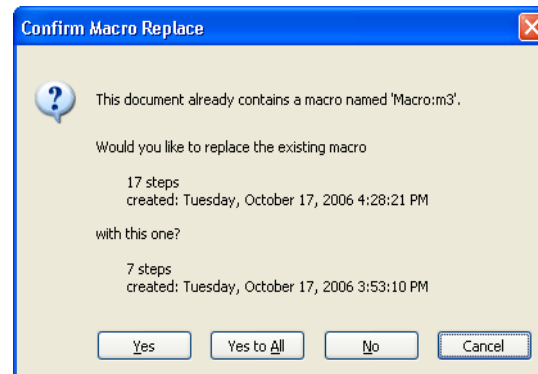 Confirm Macro Replace
This document already contains a macro named 'Macro:m3'.
Would you like to replace the existing macro
17 steps
created: Tuesday, October 17, 2006 4:28:21 PM
with this one?
7 steps
created: Tuesday, October 17, 2006 3:53:10 PM
Yes Yes to All No Cancel